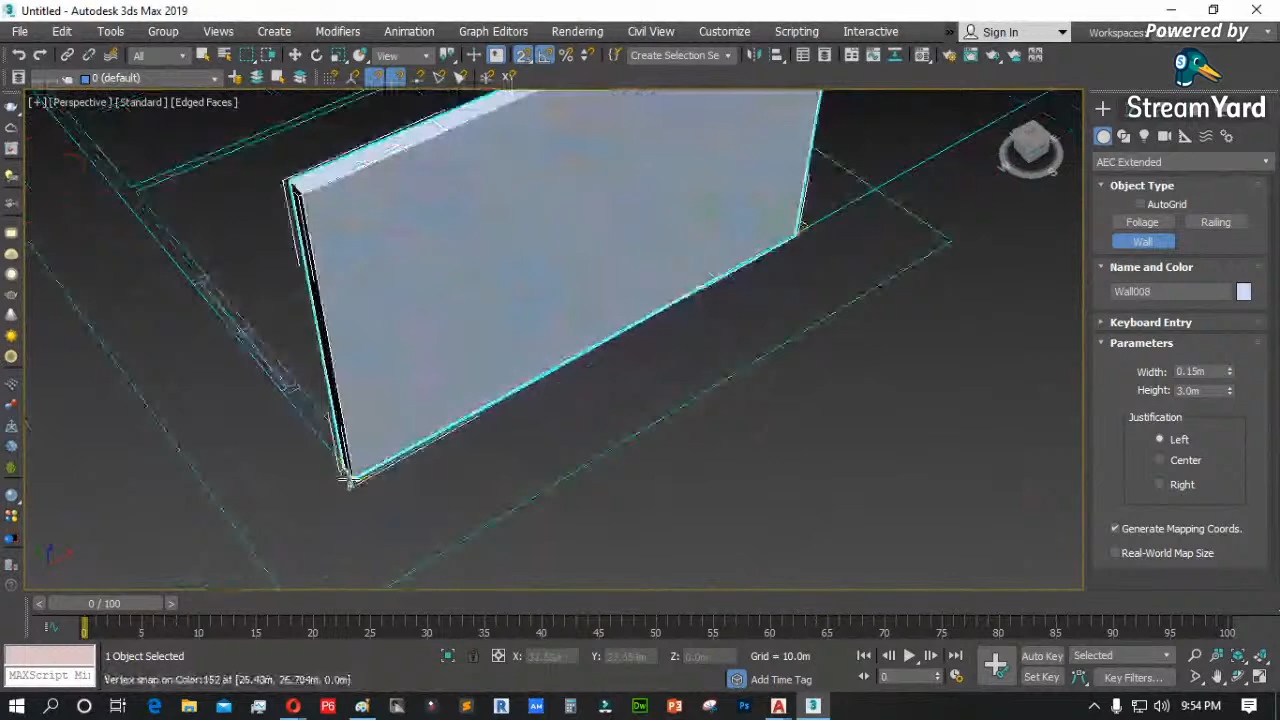 Untitled - Autodesk 3ds Max 2019
File Edit Tools Group Views Create Modifiers Animation Graph Editors Rendering Civil View Customize Scripting Interactive » Sign In Workspaces:
Powered by
StreamYard
All View Create Selection Se
0 (default)
[+] [Perspective] [Standard] [Edged Faces]
AEC Extended
Object Type
AutoGrid
Foliage Railing
Wall
Name and Color
Wall008
Keyboard Entry
Parameters
Width: 0.15m
Height: 3.0m
Justification
Left
Center
Right
Generate Mapping Coords.
Real-World Map Size
< 0 / 100 >
0 5 10 15 20 25 30 35 40 45 50 55 60 65 70 75 80 85 90 95 100
1 Object Selected X: Y: Z: 0.0m Grid = 10.0m Auto Key Selected
MAXScript Mi Vertex snap on Color:152 at Add Time Tag 0 Set Key Key Filters...
9:54 PM